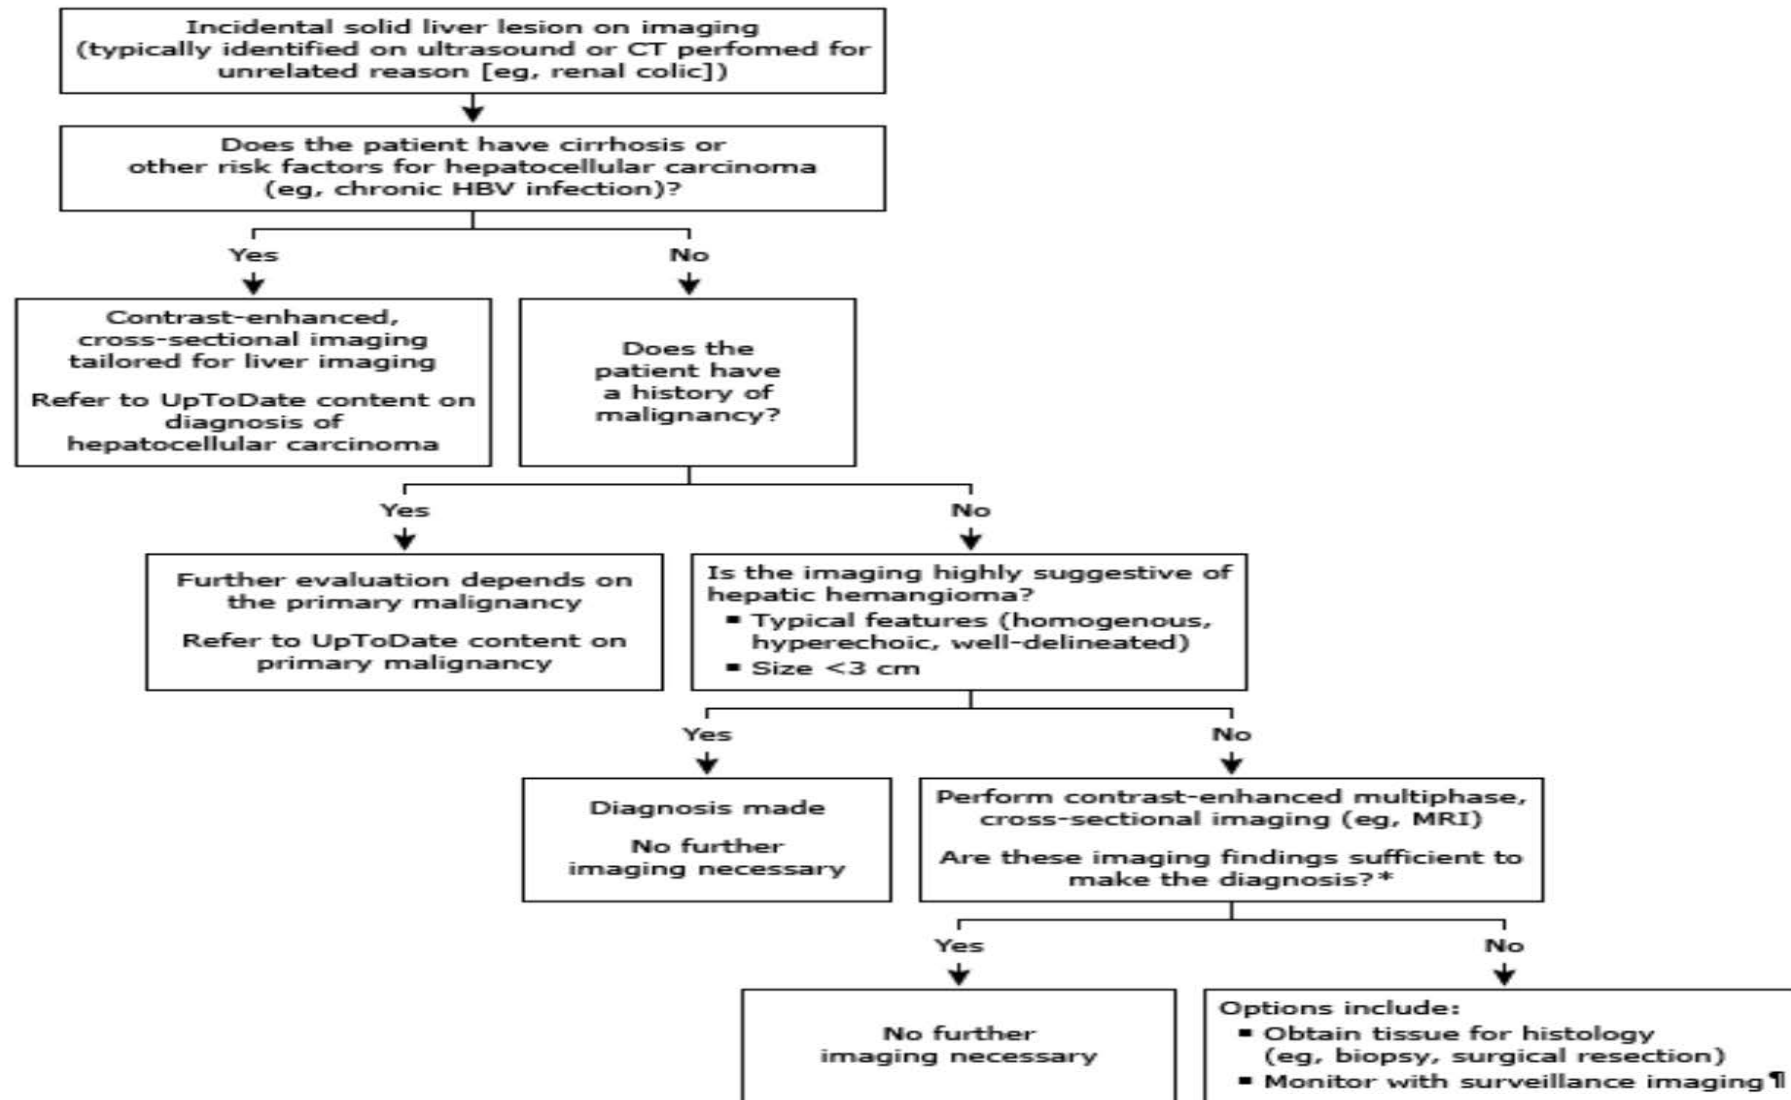 Incidental solid liver lesion on imaging
(typically identified on ultrasound or CT perfomed for
unrelated reason [eg, renal colic])
Does the patient have cirrhosis or
other risk factors for hepatocellular carcinoma
(eg, chronic HBV infection)?
Yes
No
Contrast-enhanced,
cross-sectional imaging
tailored for liver imaging
Refer to UpToDate content on
diagnosis of
hepatocellular carcinoma
Does the
patient have
a history of
malignancy?
Yes
No
Further evaluation depends on
the primary malignancy
Refer to UpToDate content on
primary malignancy
Is the imaging highly suggestive of
hepatic hemangioma?
▪ Typical features (homogenous,
hyperechoic, well-delineated)
▪ Size <3 cm
Yes
No
Diagnosis made
No further
imaging necessary
Perform contrast-enhanced multiphase,
cross-sectional imaging (eg, MRI)
Are these imaging findings sufficient to
make the diagnosis?*
Yes
No
No further
imaging necessary
Options include:
▪ Obtain tissue for histology
(eg, biopsy, surgical resection)
▪ Monitor with surveillance imaging¶